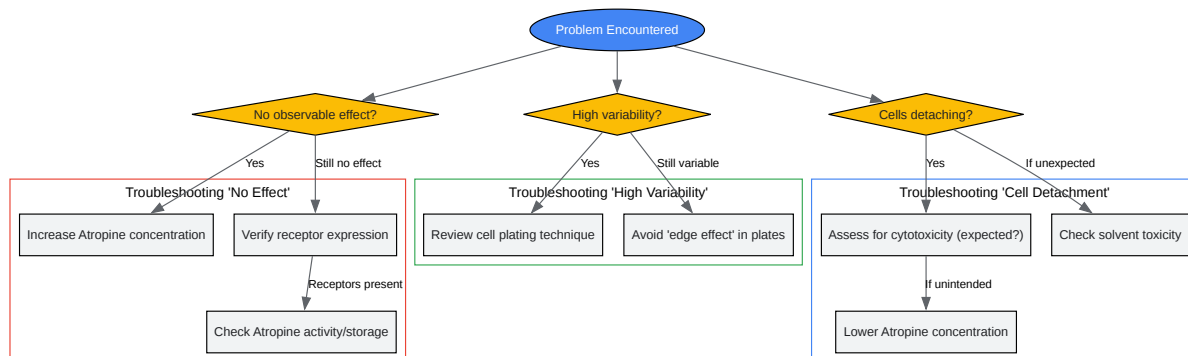 Problem Encountered
No observable effect?
High variability?
Cells detaching?
Yes
Still no effect
Yes
Still variable
Yes
If unexpected
Troubleshooting 'No Effect'
Troubleshooting 'High Variability'
Troubleshooting 'Cell Detachment'
Increase Atropine concentration
Verify receptor expression
Review cell plating technique
Avoid 'edge effect' in plates
Assess for cytotoxicity (expected?)
Check solvent toxicity
Receptors present
If unintended
Check Atropine activity/storage
Lower Atropine concentration